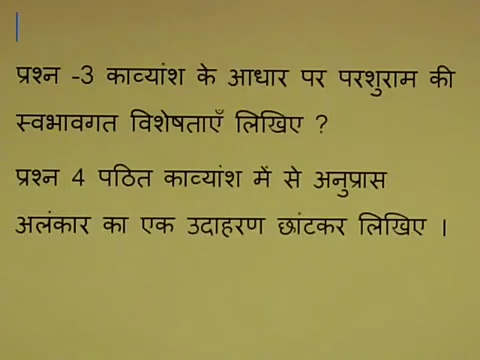 प्रश्न -3 काव्यांश के आधार पर परशुराम की
स्वभावगत विशेषताएँ लिखिए ?
प्रश्न 4 पठित काव्यांश में से अनुप्रास
अलंकार का एक उदाहरण छांटकर लिखिए ।